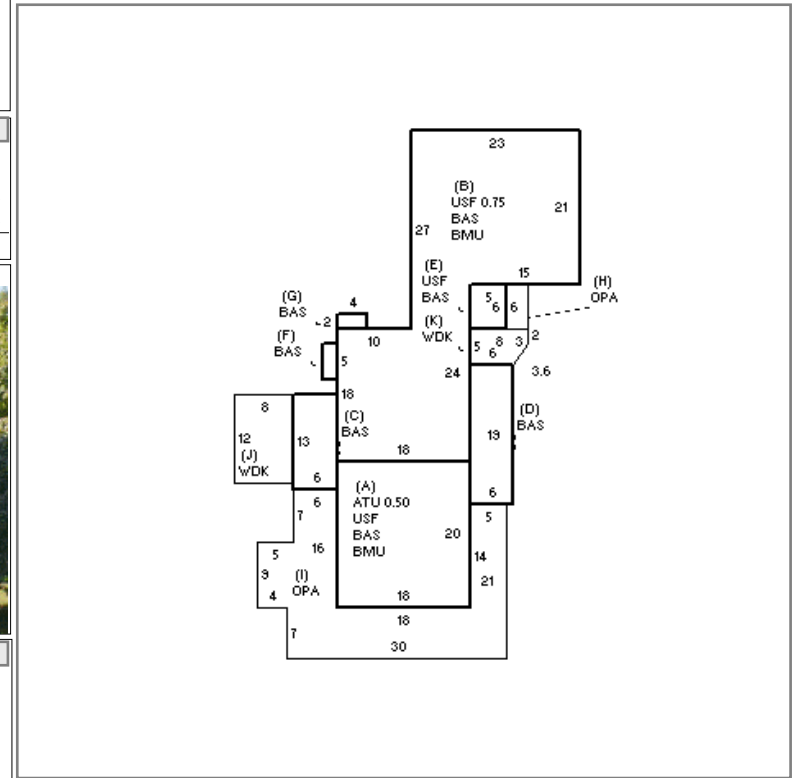 23
(B)
USF 0.75
BAS
BMU
21
27
(E)
USF
BAS
15
(H)
OPA
(G)
BAS
4
2
5
6
6
(K)
WDK
(F)
BAS
10
5
5
8
6
3
2
24
3.6
18
8
(C)
BAS
(D)
BAS
12
(J)
WDK
13
18
19
6
6
6
7
(A)
ATU 0.50
USF
BAS
BMU
20
5
14
16
5
9
4
(I)
OPA
21
18
18
7
30